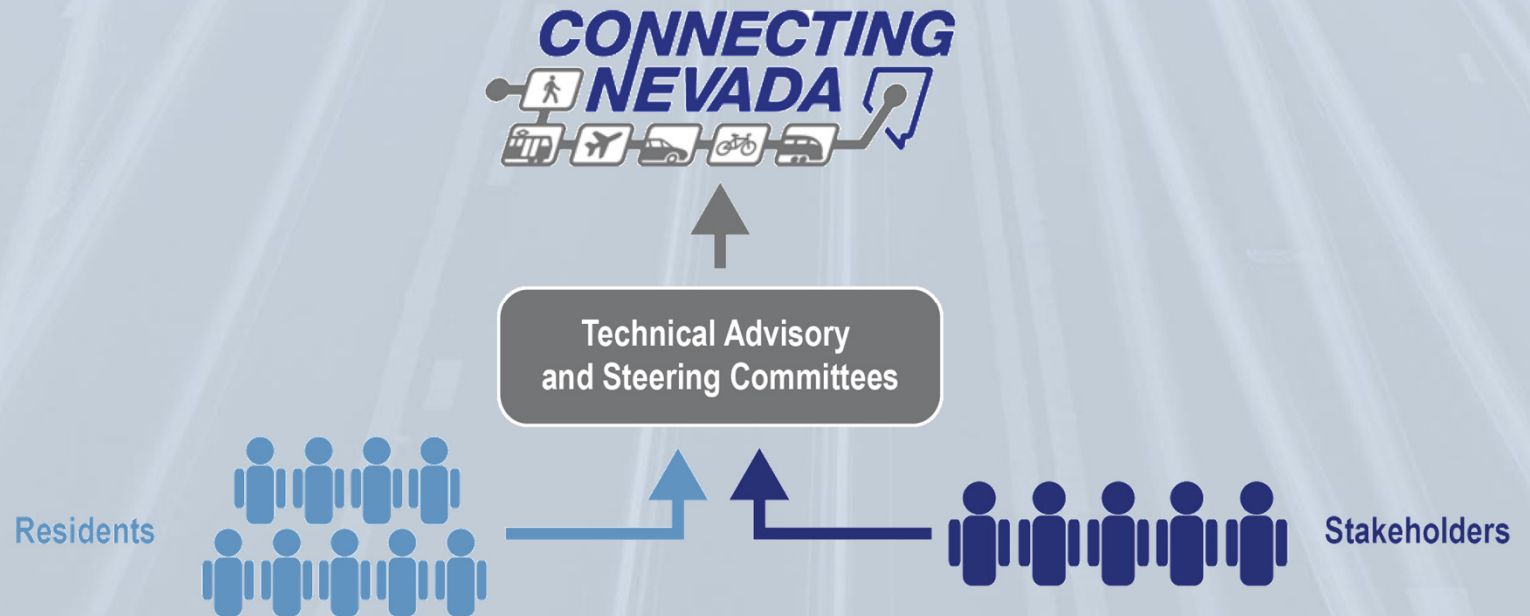 CONNECTING
NEVADA
Technical Advisory
and Steering Committees
Residents
Stakeholders